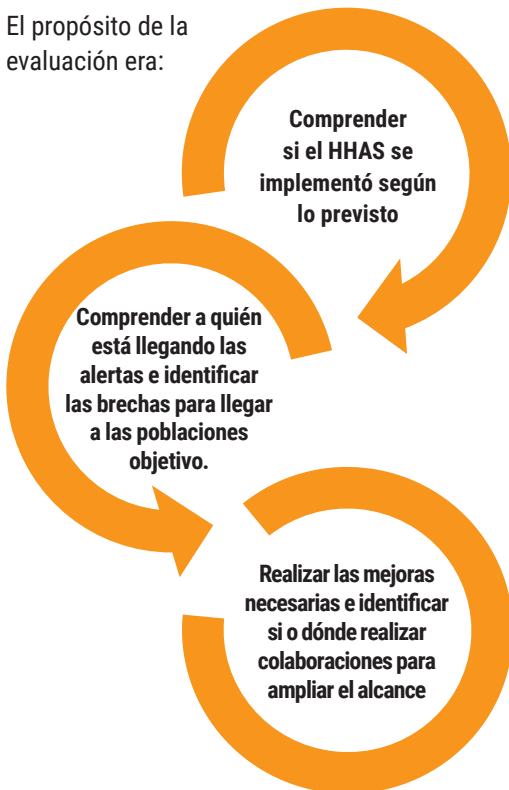 El propósito de la
evaluación era:
Comprender
si el HHAS se
implementó según
lo previsto
Comprender a quién
está llegando las
alertas e identificar
las brechas para llegar
a las poblaciones
objetivo.
Realizar las mejoras
necesarias e identificar
si o dónde realizar
colaboraciones para
ampliar el alcance